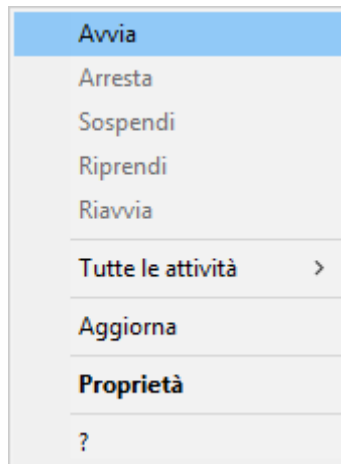 Avvia
Arresta
Sospendi
Riprendi
Riavvia
Tutte le attività
Aggiorna
Proprietà
?